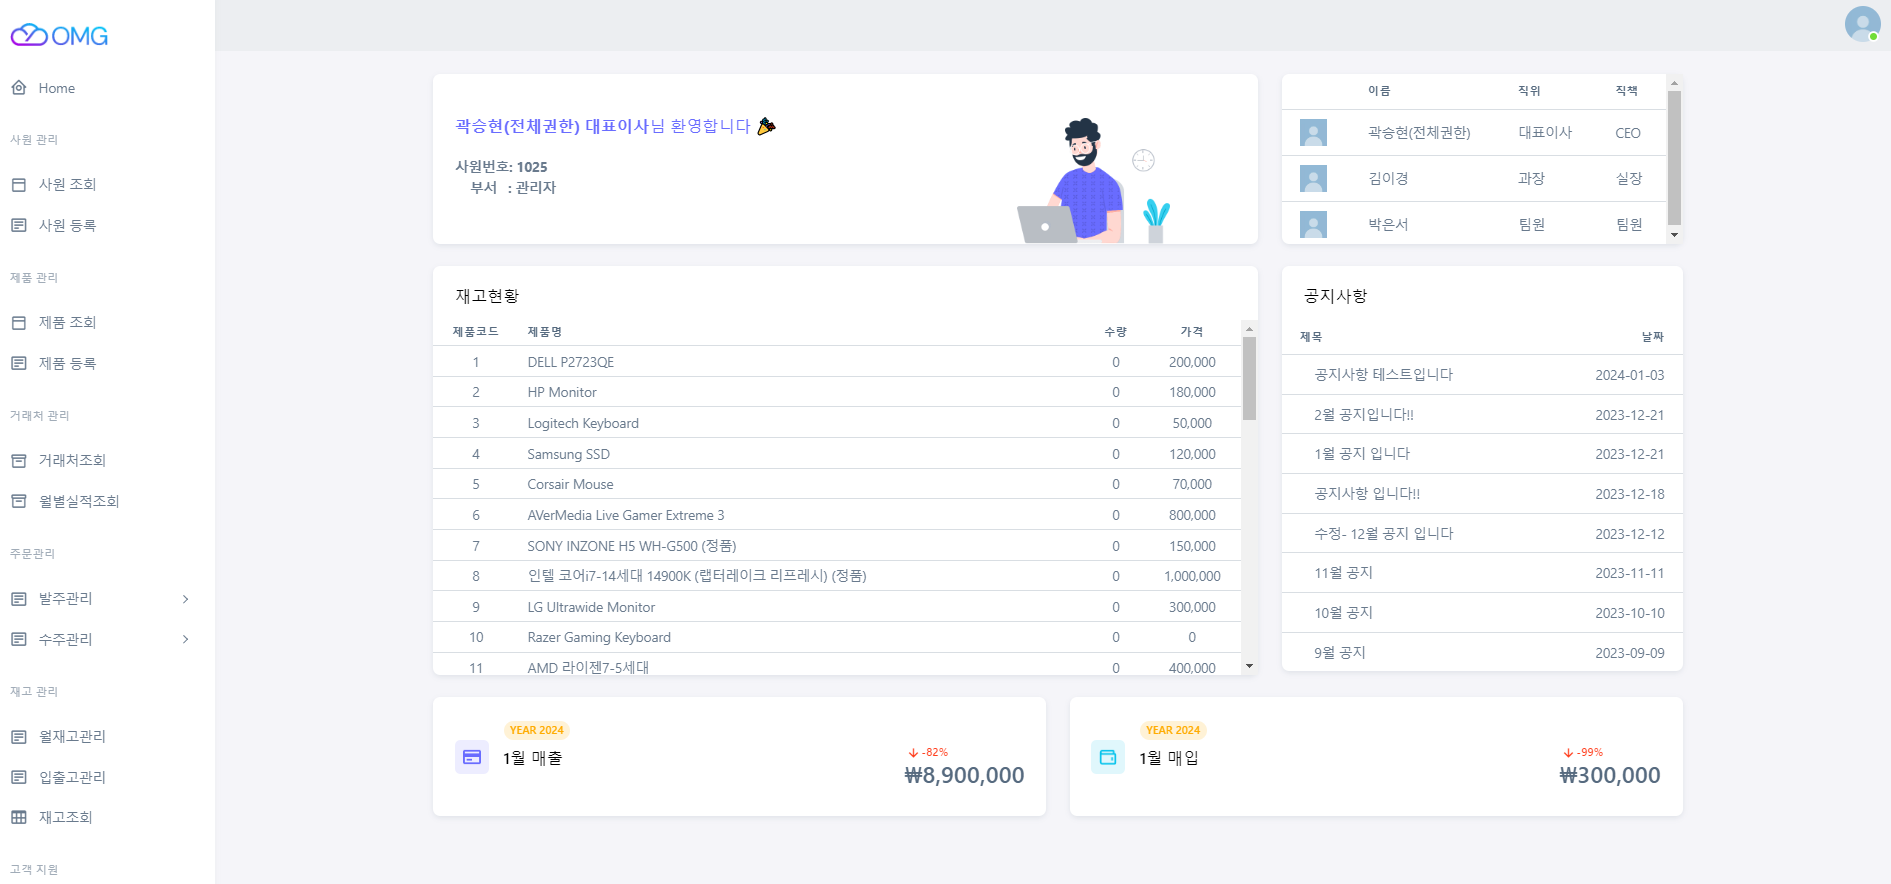 OMG
Home
사원 관리
사원 조회
사원 등록
제품 관리
제품 조회
제품 등록
거래처 관리
거래처조회
월별실적조회
주문관리
발주관리
수주관리
재고 관리
월재고관리
입출고관리
재고조회
고객 지원
곽승현(전체권한) 대표이사님 환영합니다 🎉
사원번호: 1025
부서 : 관리자
이름 직위 직책
곽승현(전체권한) 대표이사 CEO
김이경 과장 실장
박은서 팀원 팀원
재고현황
제품코드 제품명 수량 가격
1 DELL P2723QE 0 200,000
2 HP Monitor 0 180,000
3 Logitech Keyboard 0 50,000
4 Samsung SSD 0 120,000
5 Corsair Mouse 0 70,000
6 AVerMedia Live Gamer Extreme 3 0 800,000
7 SONY INZONE H5 WH-G500 (정품) 0 150,000
8 인텔 코어i7-14세대 14900K (랩터레이크 리프레시) (정품) 0 1,000,000
9 LG Ultrawide Monitor 0 300,000
10 Razer Gaming Keyboard 0 0
11 AMD 라이젠7-5세대 0 400,000
공지사항
제목 날짜
공지사항 테스트입니다 2024-01-03
2월 공지입니다!! 2023-12-21
1월 공지 입니다 2023-12-21
공지사항 입니다!! 2023-12-18
수정- 12월 공지 입니다 2023-12-12
11월 공지 2023-11-11
10월 공지 2023-10-10
9월 공지 2023-09-09
YEAR 2024
1월 매출
-82%
₩8,900,000
YEAR 2024
1월 매입
-99%
₩300,000